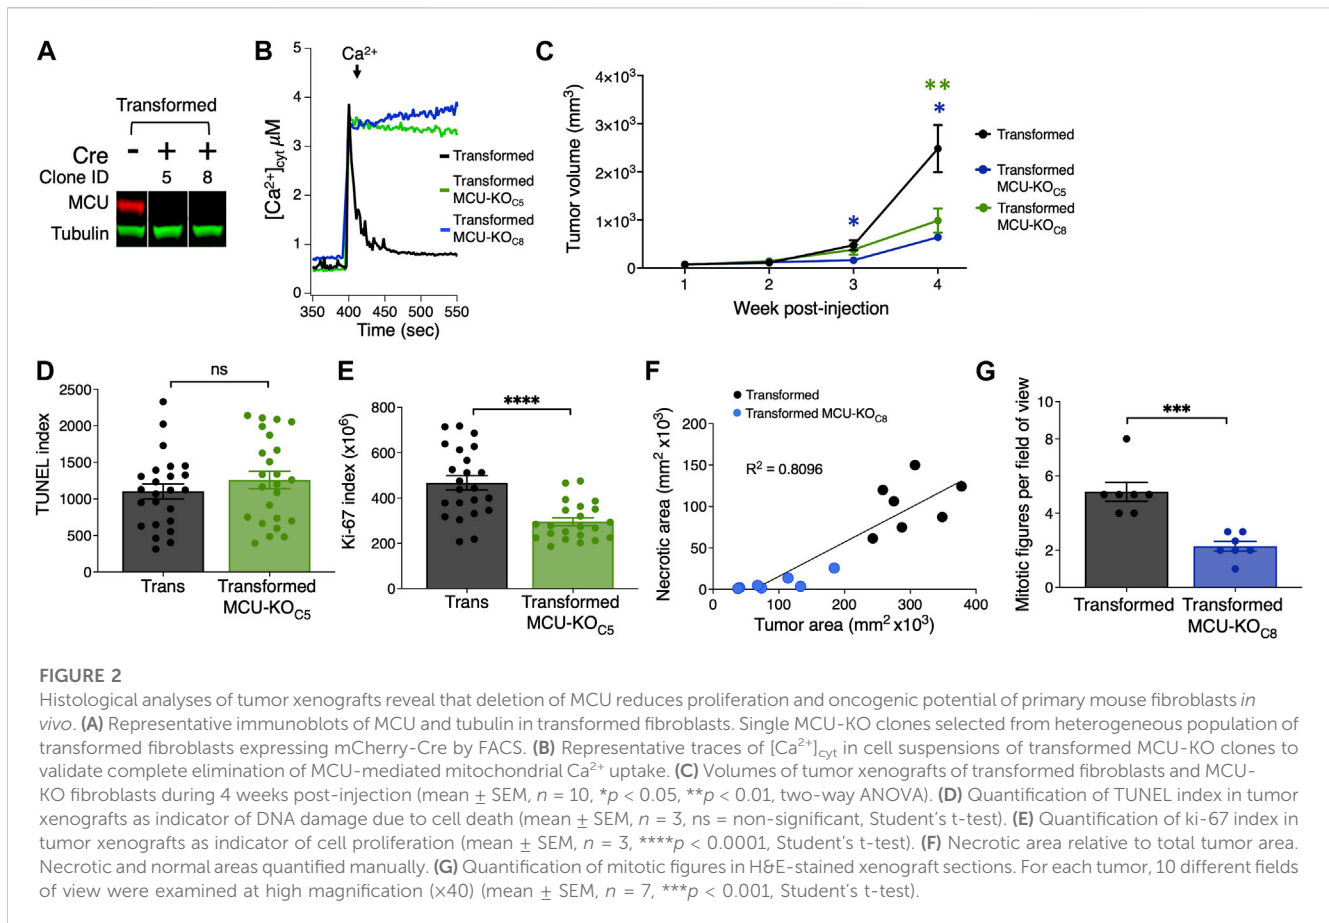 A
Transformed
Cre - + +
Clone ID 5 8
MCU
Tubulin
B
Ca²⁺
[Ca²⁺]cyt µM
5
4
3
2
1
0
350 400 450 500 550
Time (sec)
Transformed
Transformed
MCU-KOC5
Transformed
MCU-KOC8
C
Tumor volume (mm³)
4×10³
3×10³
2×10³
1×10³
0
1 2 3 4
Week post-injection
*
**
*
Transformed
Transformed
MCU-KOC5
Transformed
MCU-KOC8
D
TUNEL index
2500
2000
1500
1000
500
0
ns
Trans
Transformed
MCU-KOC5
E
Ki-67 index (x10⁶)
800
600
400
200
0
****
Trans
Transformed
MCU-KOC5
F
Transformed
Transformed MCU-KOC8
Necrotic area (mm² x10³)
200
150
100
50
0
R² = 0.8096
0 100 200 300 400
Tumor area (mm² x10³)
G
Mitotic figures per field of view
10
8
6
4
2
0
***
Transformed
Transformed
MCU-KOC8
FIGURE 2
Histological analyses of tumor xenografts reveal that deletion of MCU reduces proliferation and oncogenic potential of primary mouse fibroblasts in
vivo. (A) Representative immunoblots of MCU and tubulin in transformed fibroblasts. Single MCU-KO clones selected from heterogeneous population of
transformed fibroblasts expressing mCherry-Cre by FACS. (B) Representative traces of [Ca²⁺]cyt in cell suspensions of transformed MCU-KO clones to
validate complete elimination of MCU-mediated mitochondrial Ca²⁺ uptake. (C) Volumes of tumor xenografts of transformed fibroblasts and MCU-
KO fibroblasts during 4 weeks post-injection (mean ± SEM, n = 10, *p < 0.05, **p < 0.01, two-way ANOVA). (D) Quantification of TUNEL index in tumor
xenografts as indicator of DNA damage due to cell death (mean ± SEM, n = 3, ns = non-significant, Student's t-test). (E) Quantification of ki-67 index in
tumor xenografts as indicator of cell proliferation (mean ± SEM, n = 3, ****p < 0.0001, Student's t-test). (F) Necrotic area relative to total tumor area.
Necrotic and normal areas quantified manually. (G) Quantification of mitotic figures in H&E-stained xenograft sections. For each tumor, 10 different fields
of view were examined at high magnification (×40) (mean ± SEM, n = 7, ***p < 0.001, Student's t-test).